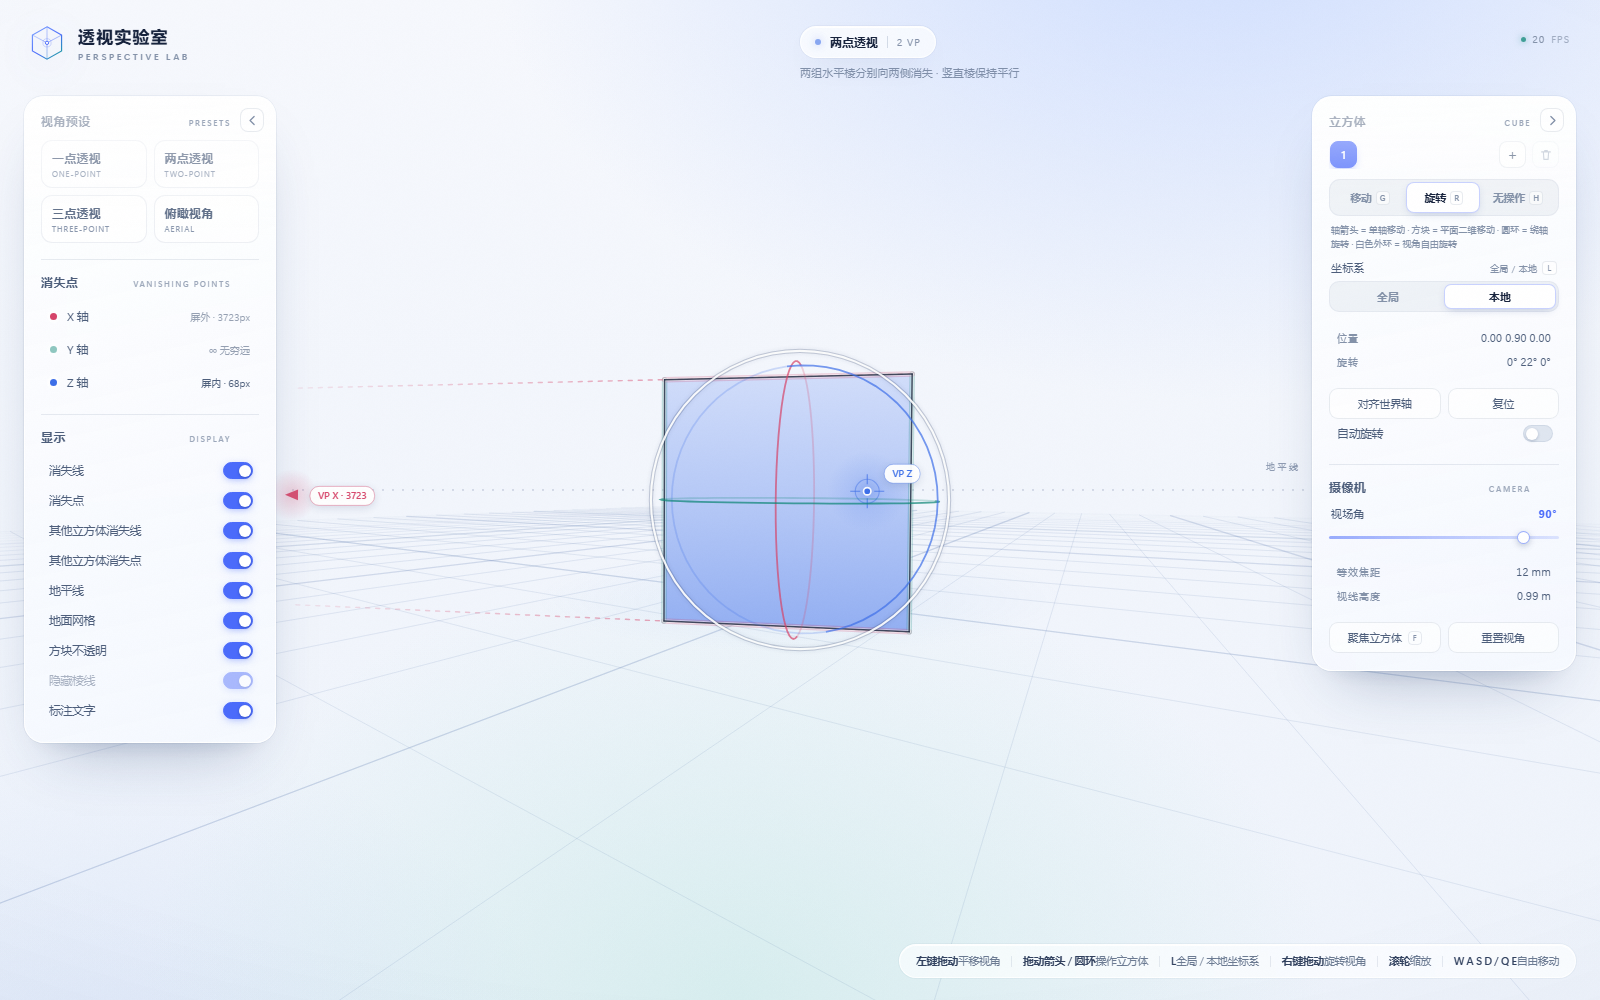 透视实验室
PERSPECTIVE LAB
两点透视 2 VP
两组水平棱分别向两侧消失 · 竖直棱保持平行
20 FPS
视角预设 PRESETS
一点透视
ONE-POINT
两点透视
TWO-POINT
三点透视
THREE-POINT
俯瞰视角
AERIAL
消失点 VANISHING POINTS
X 轴 屏外 · 3723px
Y 轴 ∞ 无穷远
Z 轴 屏内 · 68px
显示 DISPLAY
消失线
消失点
其他立方体消失线
其他立方体消失点
地平线
地面网格
方块不透明
隐藏棱线
标注文字
VP X · 3723
VP Z
地平线
立方体 CUBE
1 +
移动 G 旋转 R 无操作 H
轴箭头 = 单轴移动 · 方块 = 平面二维移动 · 圆环 = 绕轴
旋转 · 白色外环 = 视角自由旋转
坐标系 全局 / 本地 L
全局 本地
位置 0.00 0.90 0.00
旋转 0° 22° 0°
对齐世界轴 复位
自动旋转
摄像机 CAMERA
视场角 90°
等效焦距 12 mm
视线高度 0.99 m
聚焦立方体 F 重置视角
左键拖动平移视角 拖动箭头 / 圆环操作立方体 L全局 / 本地坐标系 右键拖动旋转视角 滚轮缩放 WASD/QE自由移动